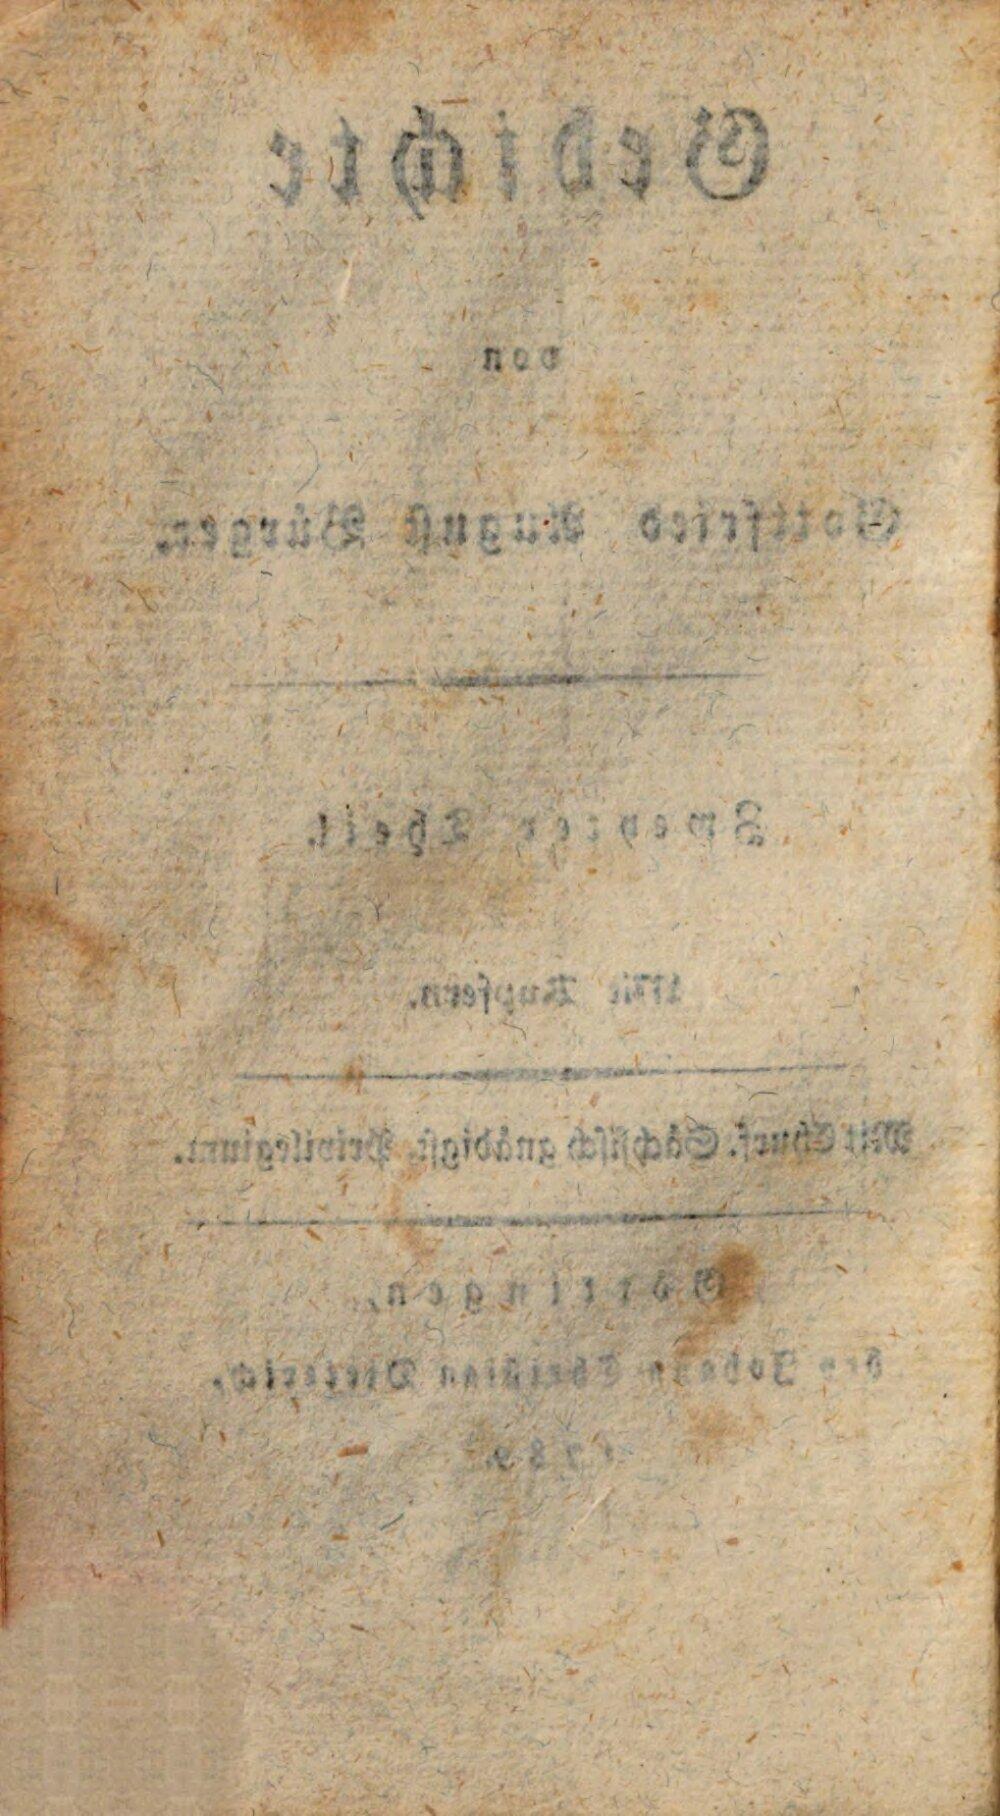 Gedichte
von
Gottfried August Bürger.
Zweyter Theil.
Mit Kupfern.
Mit Churf. Sächsisch gnädigst. Privilegium.
Göttingen,
bey Johann Christian Dieterich,
1789.